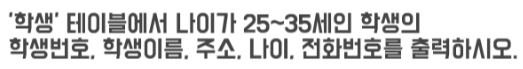 '학생' 테이블에서 나이가 25~35세인 학생의
학생번호, 학생이름, 주소, 나이, 전화번호를 출력하시오.